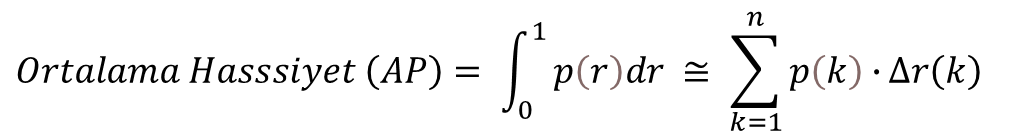 Ortalama Hasssiyet (AP) = ∫₀¹ p(r)dr ≅ ∑ₖ₌₁ⁿ p(k) · Δr(k)